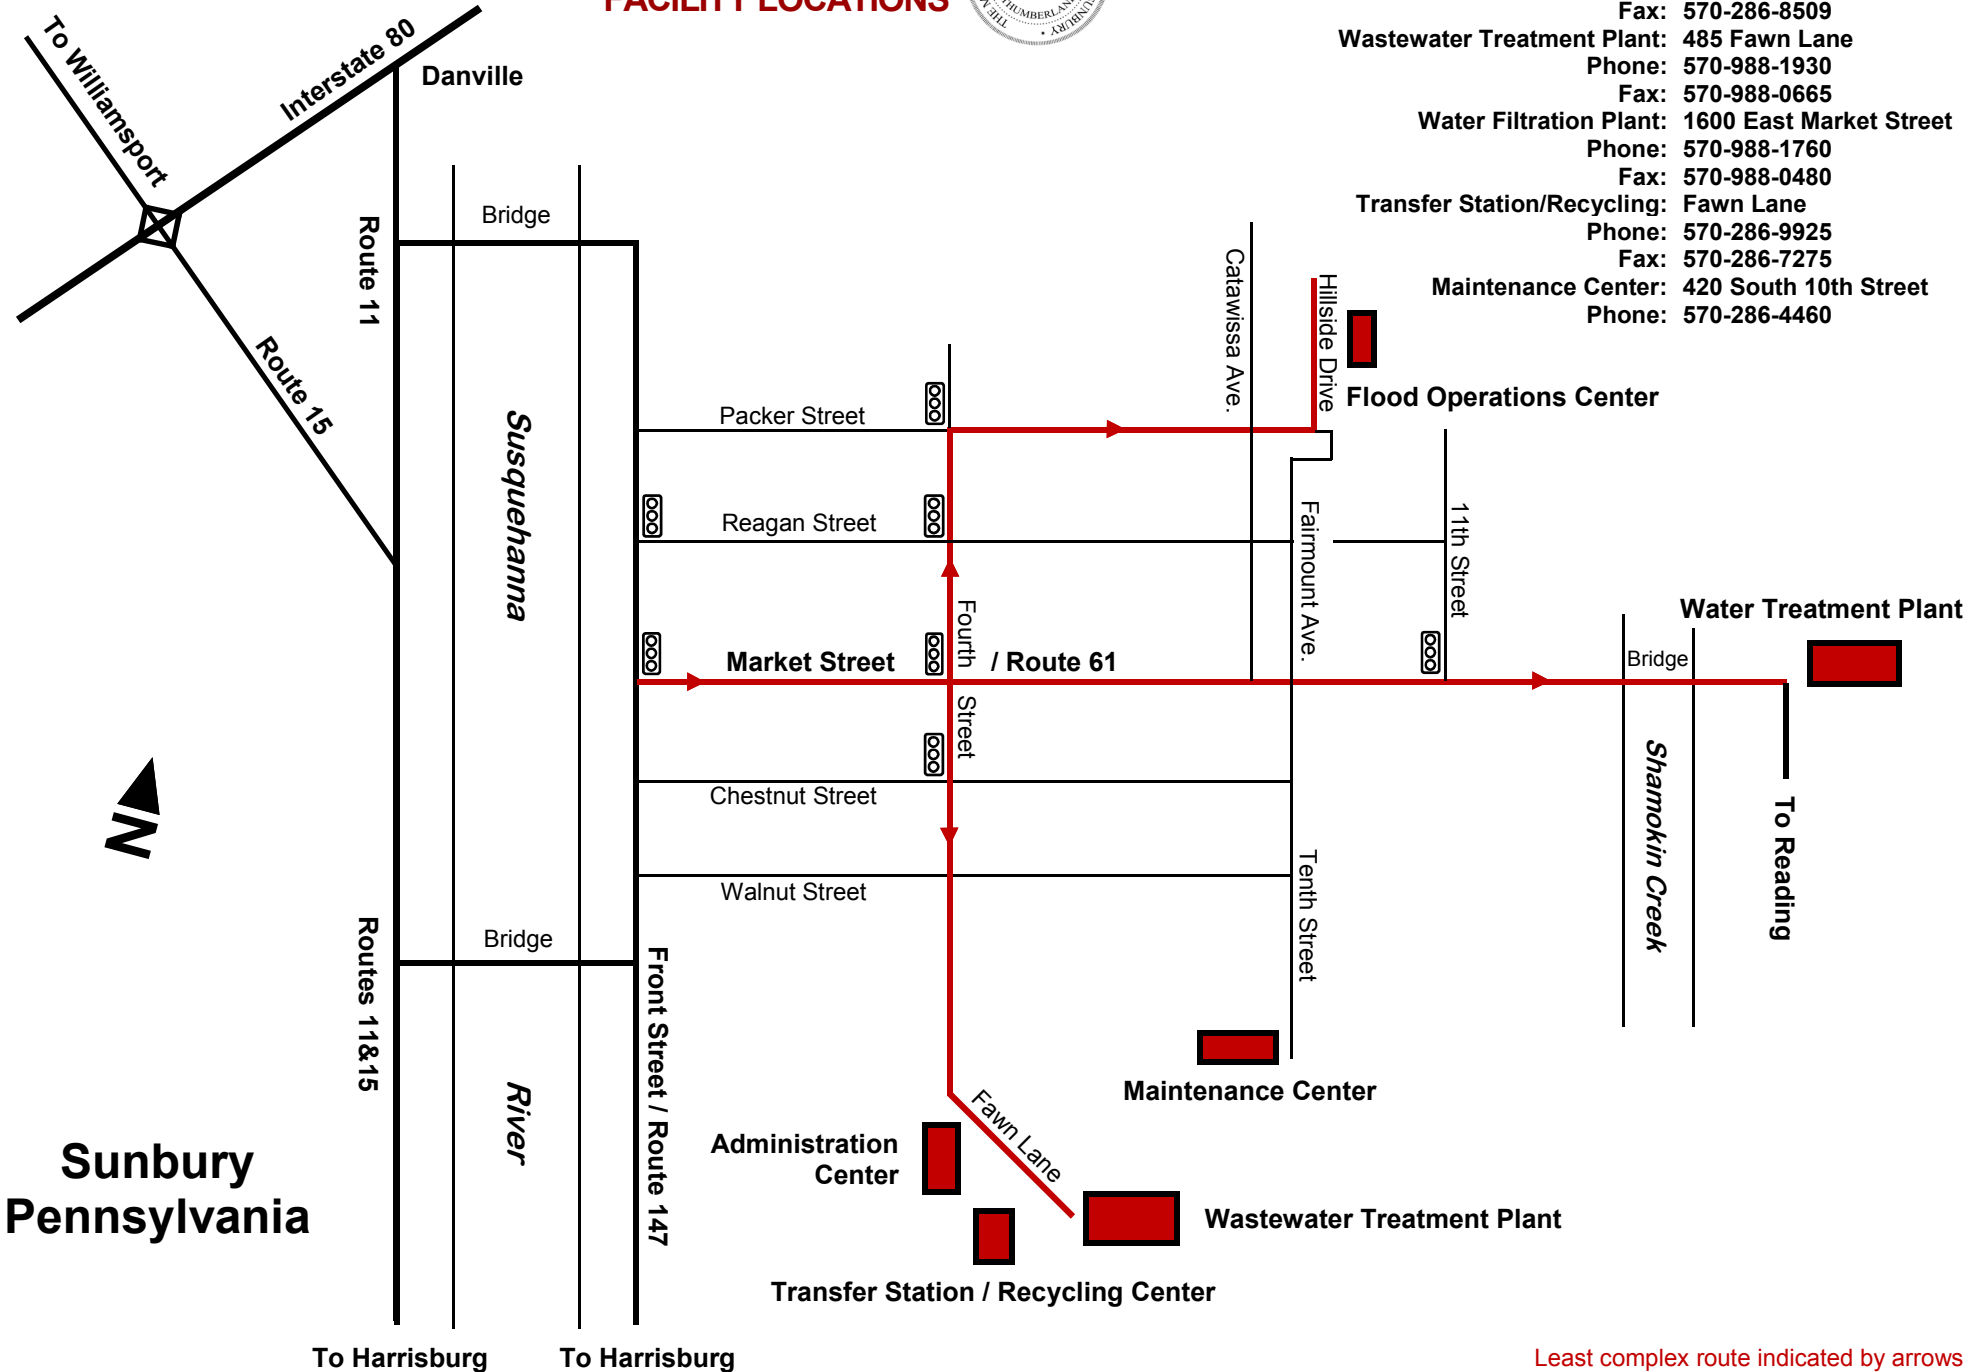 FACILITY LOCATIONS
THE M
THUMBERLAN
UNBURY •
Fax: 570-286-8509
Wastewater Treatment Plant: 485 Fawn Lane
Phone: 570-988-1930
Fax: 570-988-0665
Water Filtration Plant: 1600 East Market Street
Phone: 570-988-1760
Fax: 570-988-0480
Transfer Station/Recycling: Fawn Lane
Phone: 570-286-9925
Fax: 570-286-7275
Maintenance Center: 420 South 10th Street
Phone: 570-286-4460
To Williamsport
Interstate 80
Danville
Route 11
Bridge
Route 15
Susquehanna
Catawissa Ave.
Hillside Drive
Flood Operations Center
Packer Street
Reagan Street
Fairmount Ave.
11th Street
Fourth
Street
Market Street
/ Route 61
Water Treatment Plant
Bridge
Shamokin Creek
To Reading
Chestnut Street
Walnut Street
Tenth Street
N
Bridge
Routes 11&15
Front Street / Route 147
River
Maintenance Center
Fawn Lane
Administration
Center
Wastewater Treatment Plant
Transfer Station / Recycling Center
Sunbury
Pennsylvania
To Harrisburg
To Harrisburg
Least complex route indicated by arrows